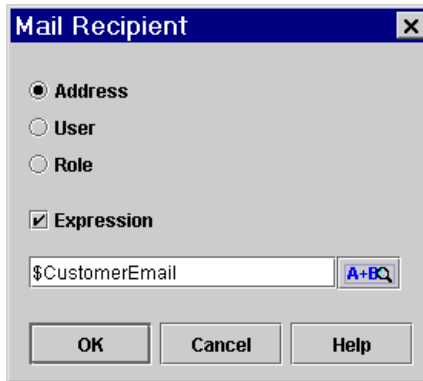 Mail Recipient
Address
User
Role
Expression
$CustomerEmail A+B
OK Cancel Help